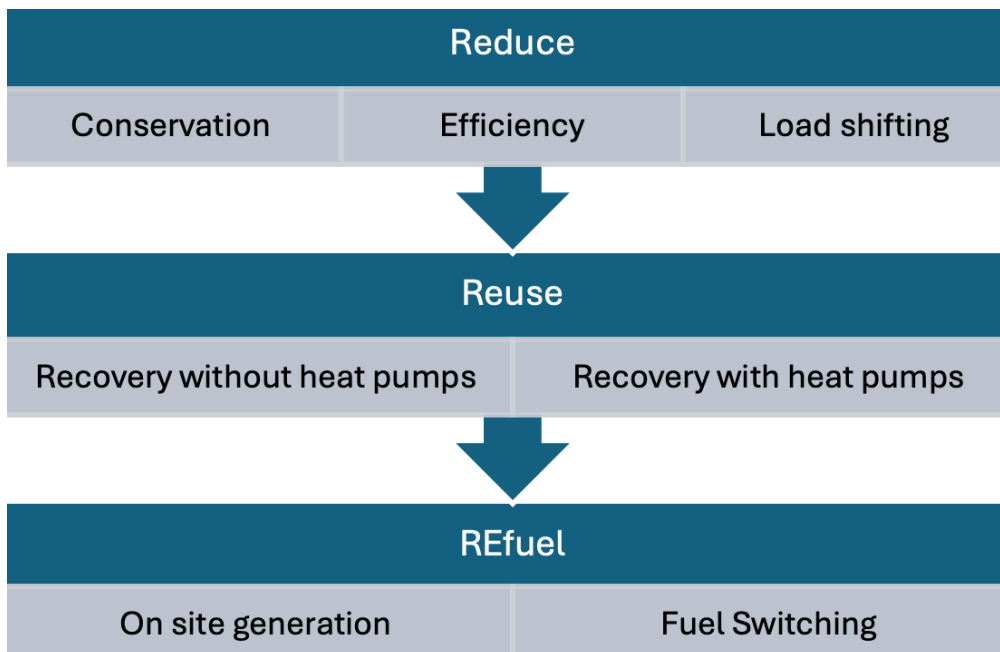 Reduce
Conservation
Efficiency
Load shifting
Reuse
Recovery without heat pumps
Recovery with heat pumps
REfuel
On site generation
Fuel Switching